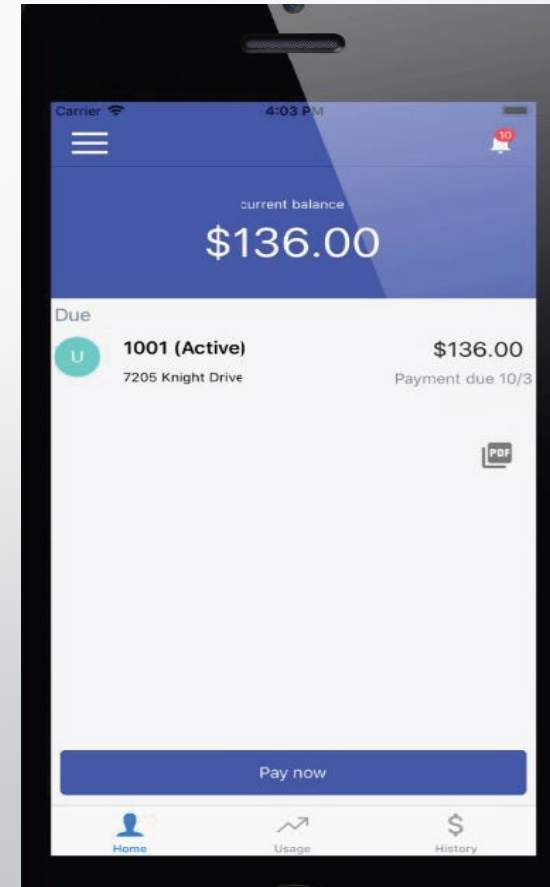 Carrier 4:03 PM
10
current balance
$136.00
Due
U 1001 (Active) $136.00
7205 Knight Drive Payment due 10/3
PDF
Pay now
Home Usage $ History